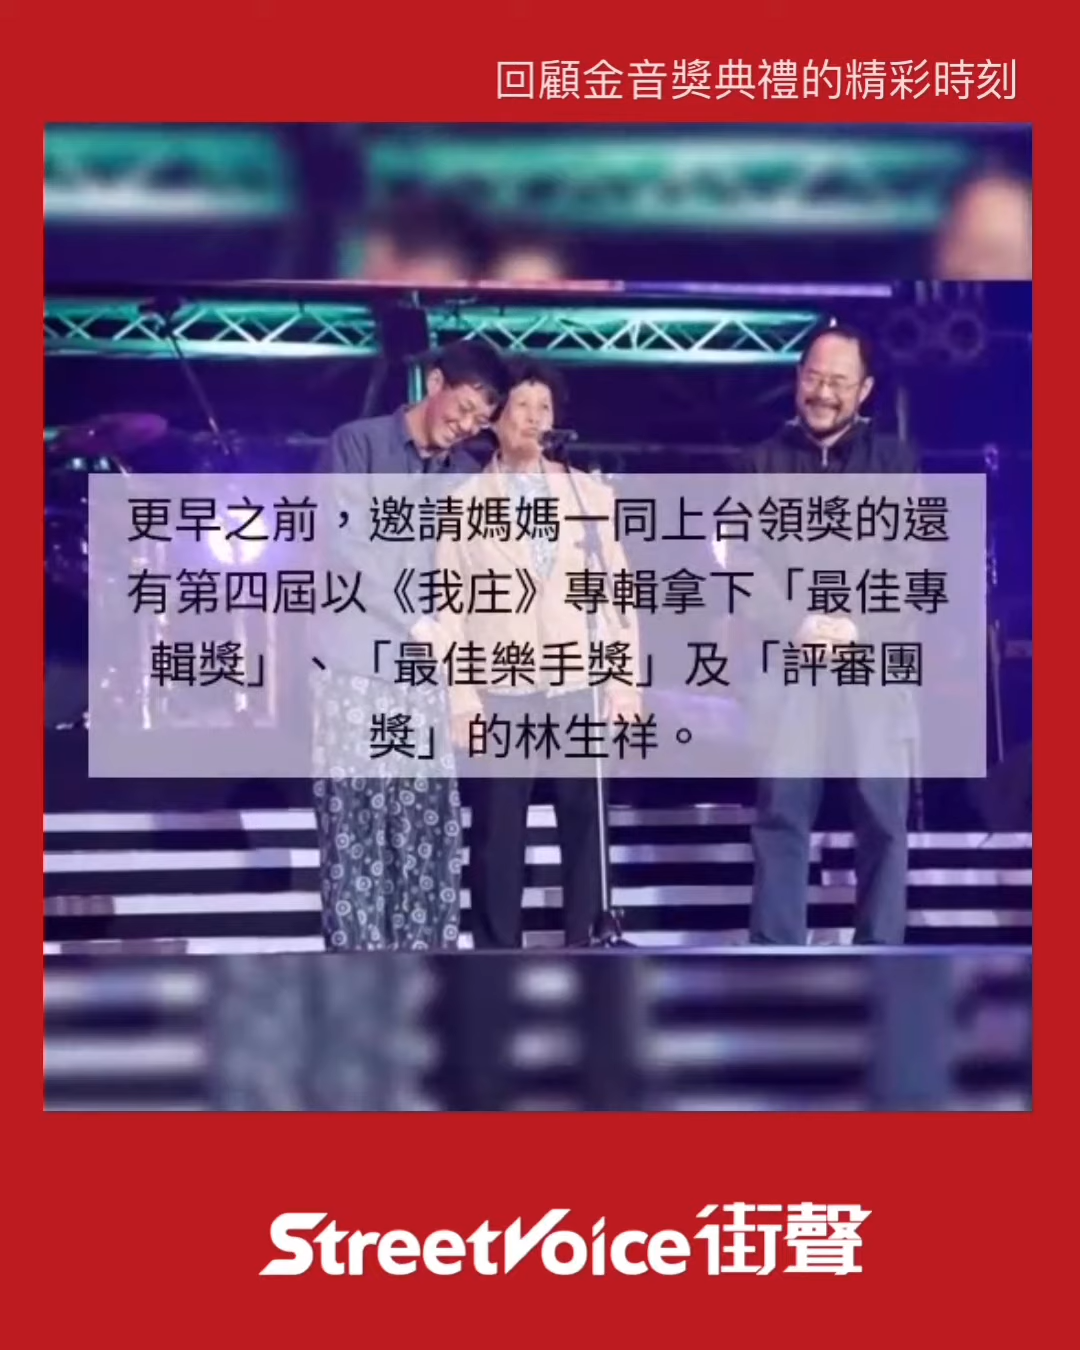 回顧金音獎典禮的精彩時刻
更早之前，邀請媽媽一同上台領獎的還
有第四屆以《我庄》專輯拿下「最佳專
輯獎」、「最佳樂手獎」及「評審團
獎」的林生祥。
StreetVoice街聲